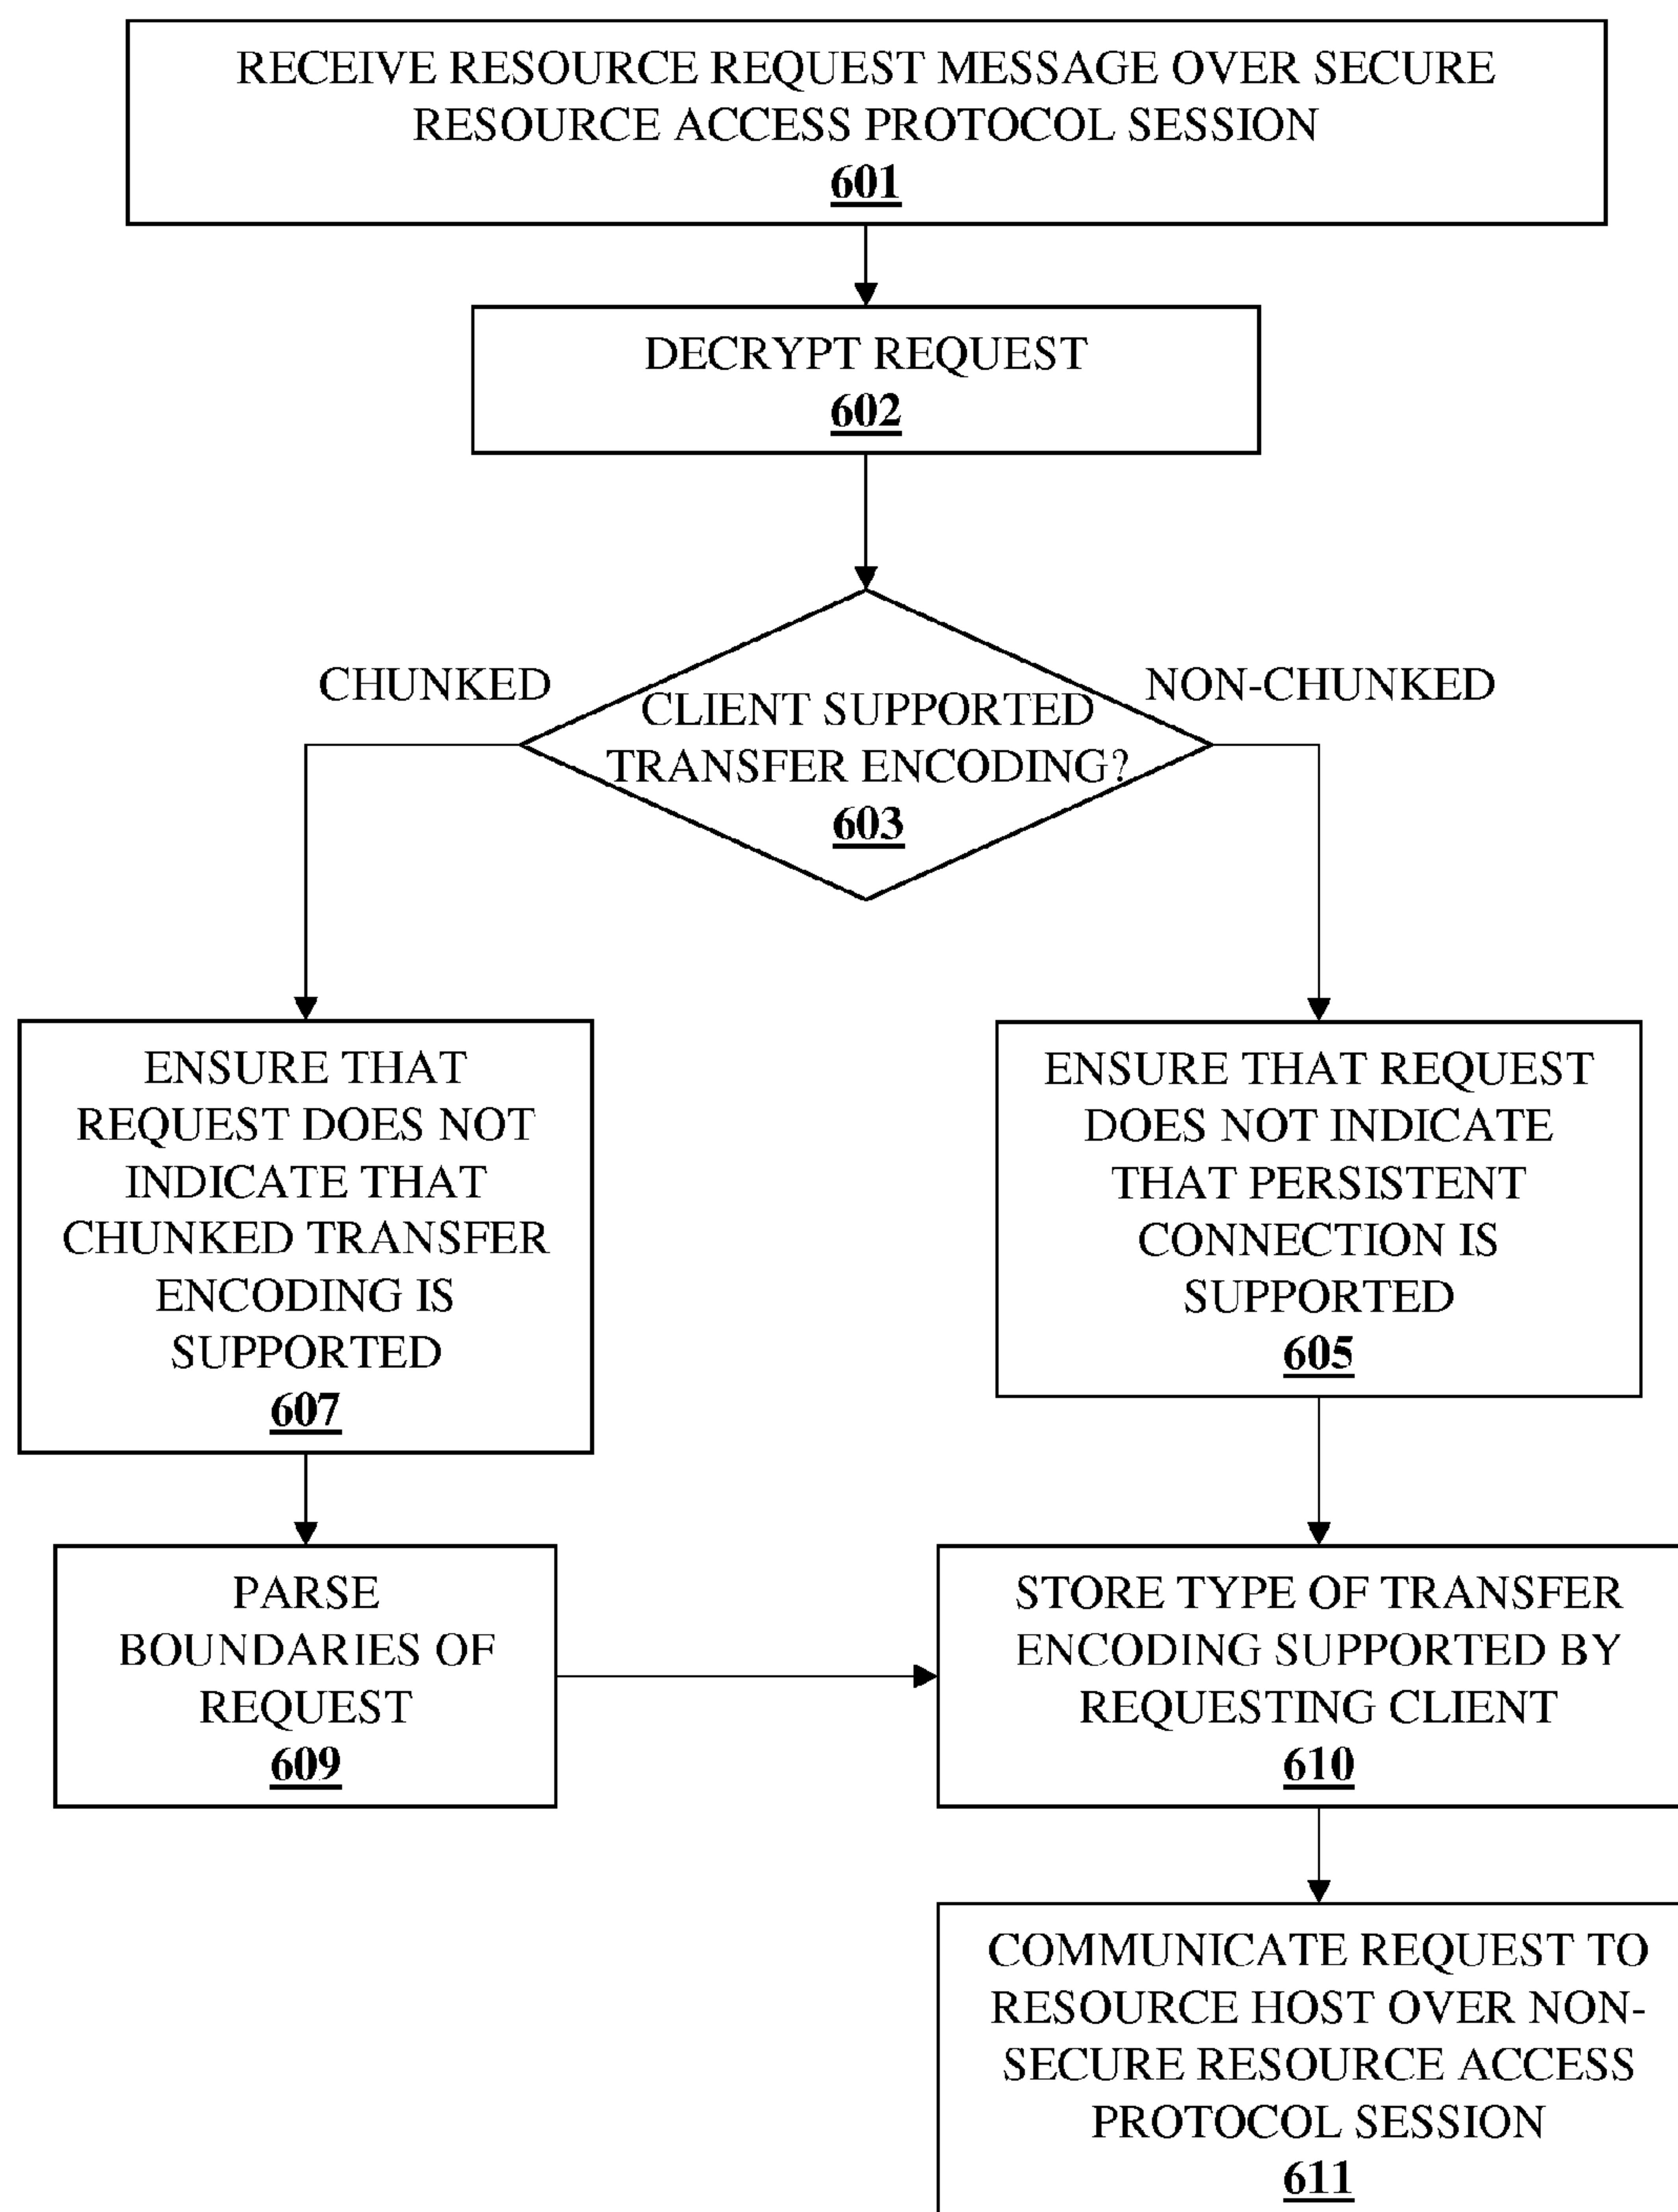 RECEIVE RESOURCE REQUEST MESSAGE OVER SECURE
RESOURCE ACCESS PROTOCOL SESSION
601
DECRYPT REQUEST
602
CHUNKED
NON-CHUNKED
CLIENT SUPPORTED
TRANSFER ENCODING?
603
ENSURE THAT
REQUEST DOES NOT
INDICATE THAT
CHUNKED TRANSFER
ENCODING IS
SUPPORTED
607
ENSURE THAT REQUEST
DOES NOT INDICATE
THAT PERSISTENT
CONNECTION IS
SUPPORTED
605
PARSE
BOUNDARIES OF
REQUEST
609
STORE TYPE OF TRANSFER
ENCODING SUPPORTED BY
REQUESTING CLIENT
610
COMMUNICATE REQUEST TO
RESOURCE HOST OVER NON-
SECURE RESOURCE ACCESS
PROTOCOL SESSION
611